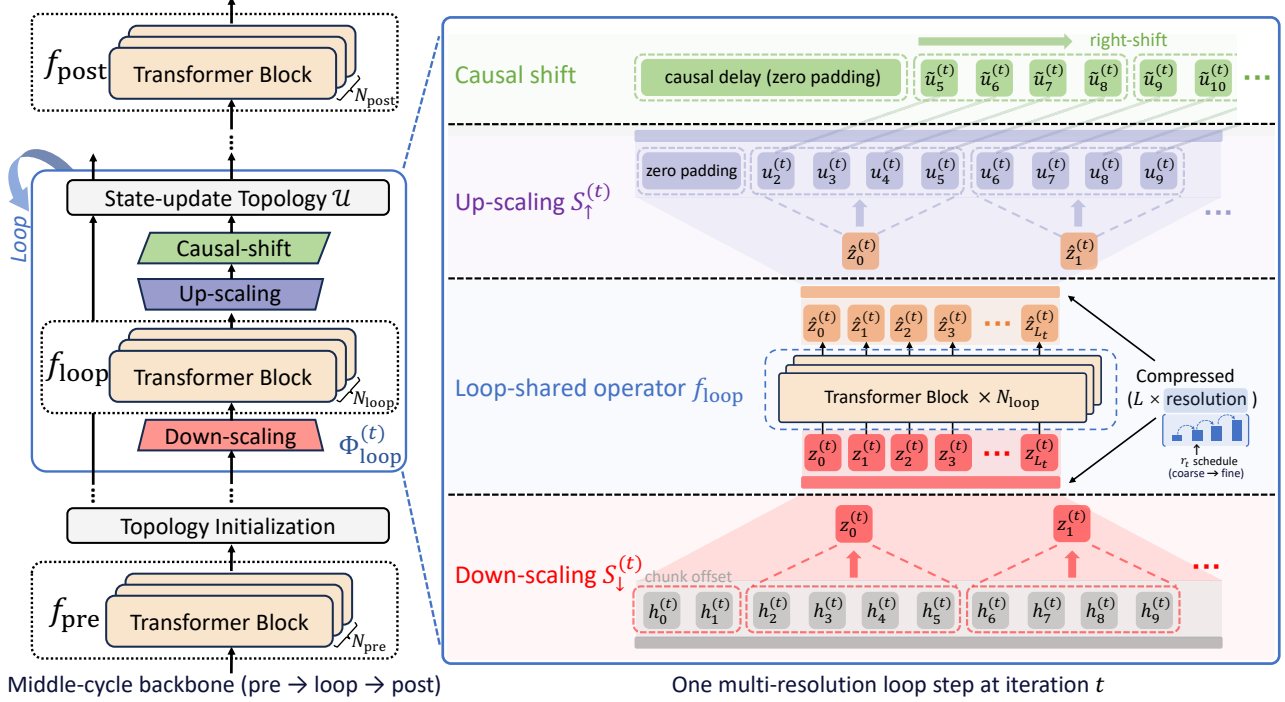 f_post
Transformer Block
N_post
Loop
State-update Topology 𝒰
Causal-shift
Up-scaling
f_loop
Transformer Block
N_loop
Down-scaling
Φ_loop^(t)
Topology Initialization
f_pre
Transformer Block
N_pre
Middle-cycle backbone (pre → loop → post)
right-shift
Causal shift
causal delay (zero padding)
ũ_5^(t) ũ_6^(t) ũ_7^(t) ũ_8^(t) ũ_9^(t) ũ_10^(t) ...
zero padding
u_2^(t) u_3^(t) u_4^(t) u_5^(t) u_6^(t) u_7^(t) u_8^(t) u_9^(t)
Up-scaling S_↑^(t)
...
ẑ_0^(t) ẑ_1^(t)
ẑ_0^(t) ẑ_1^(t) ẑ_2^(t) ẑ_3^(t) ... ẑ_{L_t}^(t)
Loop-shared operator f_loop
Transformer Block × N_loop
Compressed
(L × resolution)
r_t schedule
(coarse → fine)
z_0^(t) z_1^(t) z_2^(t) z_3^(t) ... z_{L_t}^(t)
z_0^(t) z_1^(t)
Down-scaling S_↓^(t)
...
chunk offset
h_0^(t) h_1^(t) h_2^(t) h_3^(t) h_4^(t) h_5^(t) h_6^(t) h_7^(t) h_8^(t) h_9^(t)
One multi-resolution loop step at iteration t